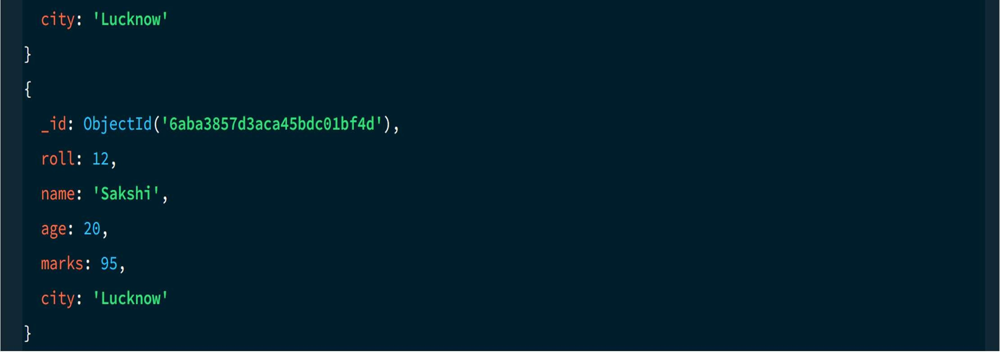 city: 'Lucknow'
}
{
_id: ObjectId('6aba3857d3aca45bdc01bf4d'),
roll: 12,
name: 'Sakshi',
age: 20,
marks: 95,
city: 'Lucknow'
}